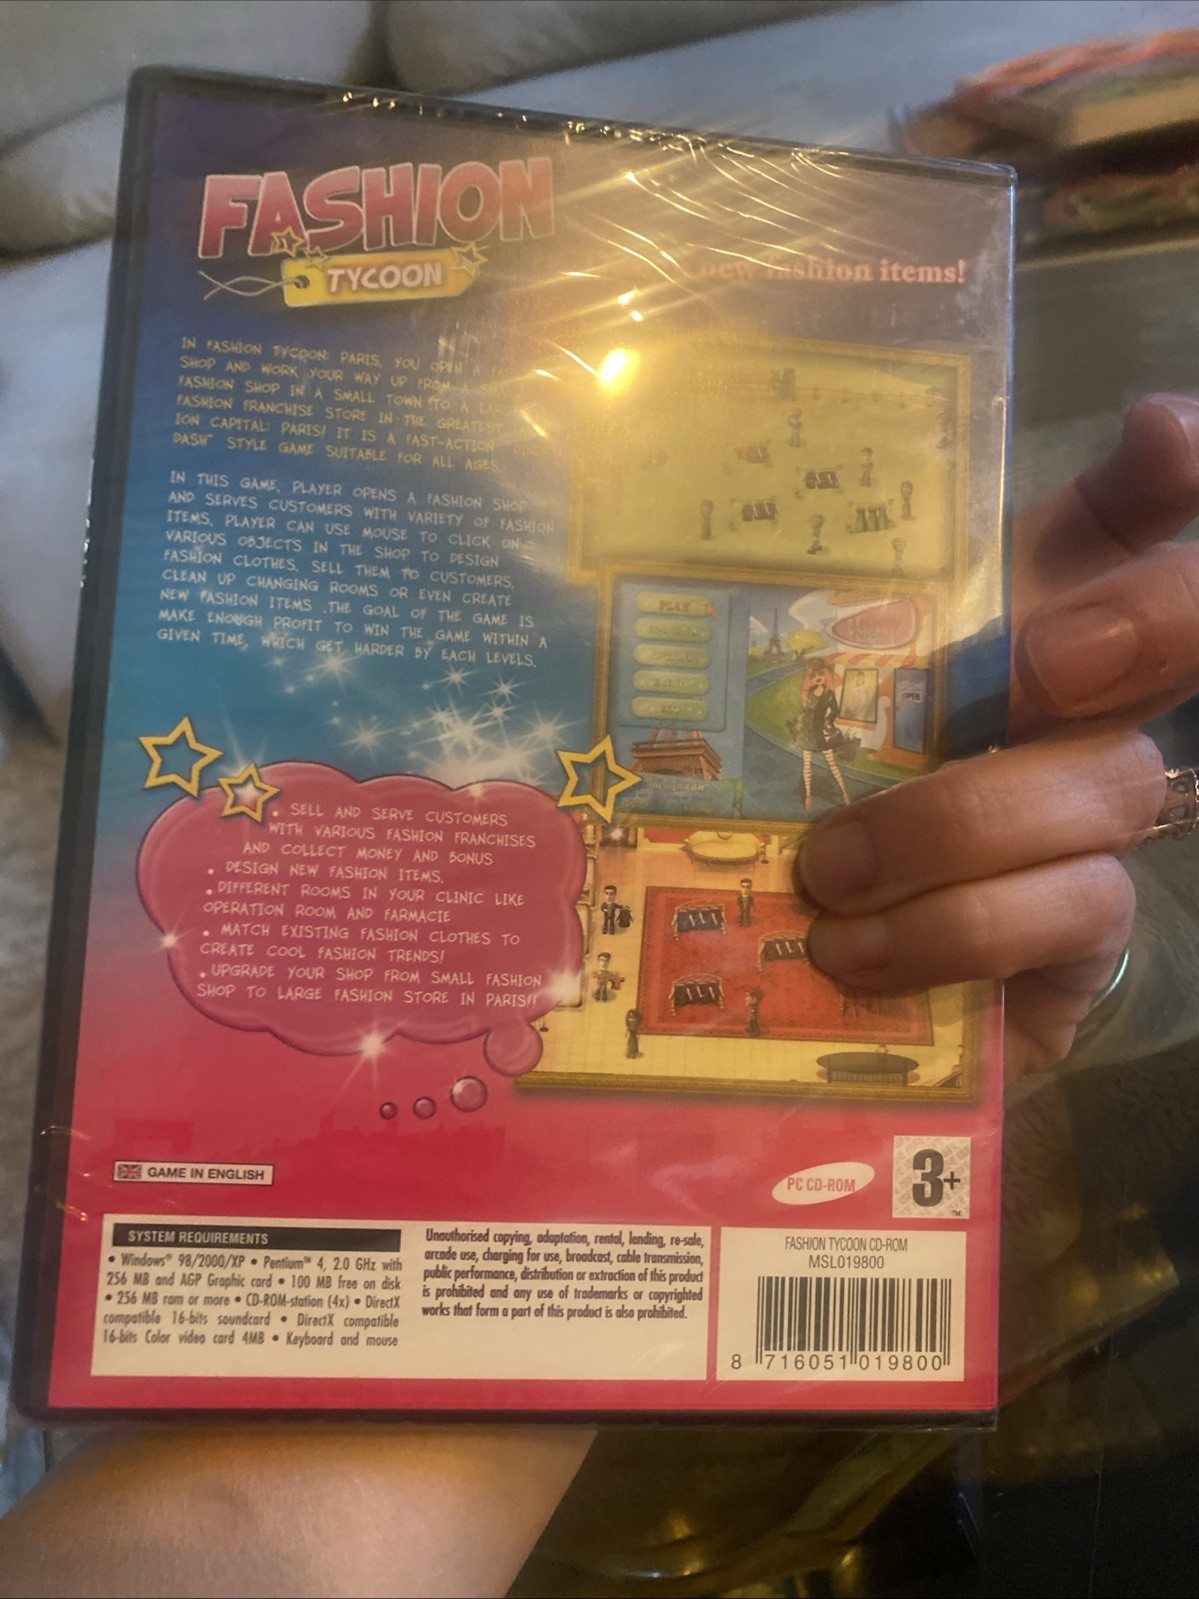 FASHION
TYCOON
new fashion items!
IN FASHION TYCOON: PARIS, YOU OPEN A
SHOP AND WORK YOUR WAY UP FROM A
FASHION SHOP IN A SMALL TOWN TO A
FASHION FRANCHISE STORE IN THE GREATEST
ION CAPITAL: PARIS! IT IS A FAST-ACTION
DASH™ STYLE GAME SUITABLE FOR ALL AGES.
IN THIS GAME, PLAYER OPENS A FASHION SHOP
AND SERVES CUSTOMERS WITH VARIETY OF FASHION
ITEMS. PLAYER CAN USE MOUSE TO CLICK ON
VARIOUS OBJECTS IN THE SHOP TO DESIGN
FASHION CLOTHES, SELL THEM TO CUSTOMERS,
CLEAN UP CHANGING ROOMS OR EVEN CREATE
NEW FASHION ITEMS .THE GOAL OF THE GAME IS
MAKE ENOUGH PROFIT TO WIN THE GAME WITHIN A
GIVEN TIME, WHICH GET HARDER BY EACH LEVELS.
PLAY
OPEN
• SELL AND SERVE CUSTOMERS
WITH VARIOUS FASHION FRANCHISES
AND COLLECT MONEY AND BONUS
• DESIGN NEW FASHION ITEMS.
• DIFFERENT ROOMS IN YOUR CLINIC LIKE
OPERATION ROOM AND FARMACIE
• MATCH EXISTING FASHION CLOTHES TO
CREATE COOL FASHION TRENDS!
• UPGRADE YOUR SHOP FROM SMALL FASHION
SHOP TO LARGE FASHION STORE IN PARIS!!
GAME IN ENGLISH
PC CD-ROM
3+
TM
SYSTEM REQUIREMENTS
• Windows® 98/2000/XP • Pentium™ 4, 2.0 GHz with
256 MB and AGP Graphic card • 100 MB free on disk
• 256 MB ram or more • CD-ROM-station (4x) • DirectX
compatible 16-bits soundcard • DirectX compatible
16-bits Color video card 4MB • Keyboard and mouse
Unauthorised copying, adaptation, rental, lending, re-sale,
arcade use, charging for use, broadcast, cable transmission,
public performance, distribution or extraction of this product
is prohibited and any use of trademarks or copyrighted
works that form a part of this product is also prohibited.
FASHION TYCOON CD-ROM
MSL019800
8 716051 019800